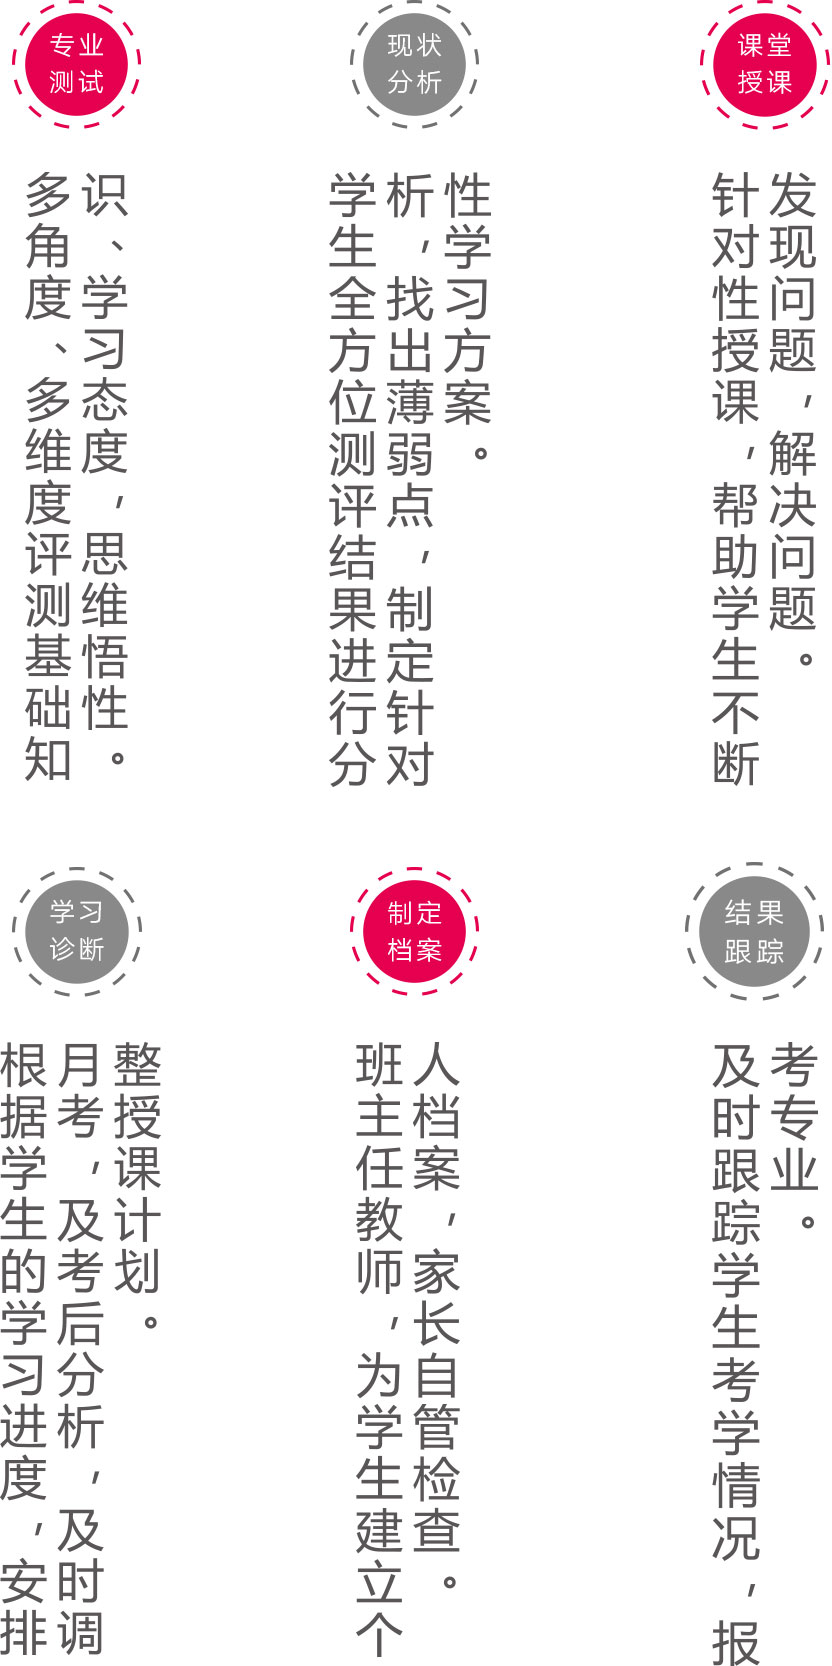 专业
测试
多角度、多维度评测基础知
识、学习态度，思维悟性。
现状
分析
学生全方位测评结果进行分
析，找出薄弱点，制定针对
性学习方案。
课堂
授课
针对性授课，帮助学生不断
发现问题，解决问题。
学习
诊断
根据学生的学习进度，安排
月考，及考后分析，及时调
整授课计划。
制定
档案
班主任教师，为学生建立个
人档案，家长自管检查。
结果
跟踪
及时跟踪学生考学情况，报
考专业。